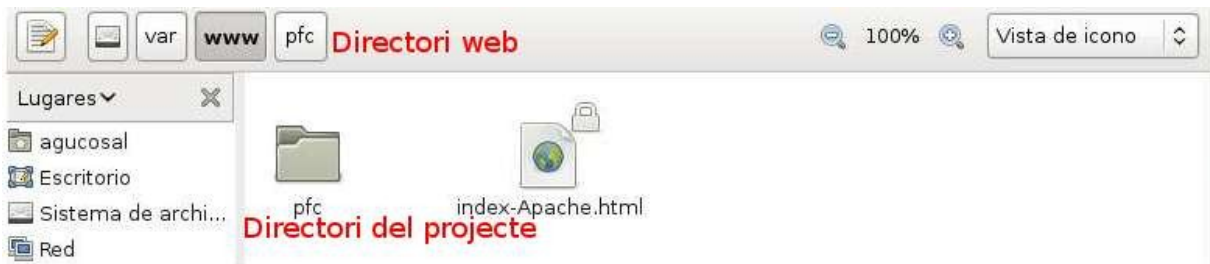 var www pfc Directori web 100% Vista de icono
Lugares
agucosal
Escritorio
Sistema de archi...
Red
pfc index-Apache.html
Directori del projecte